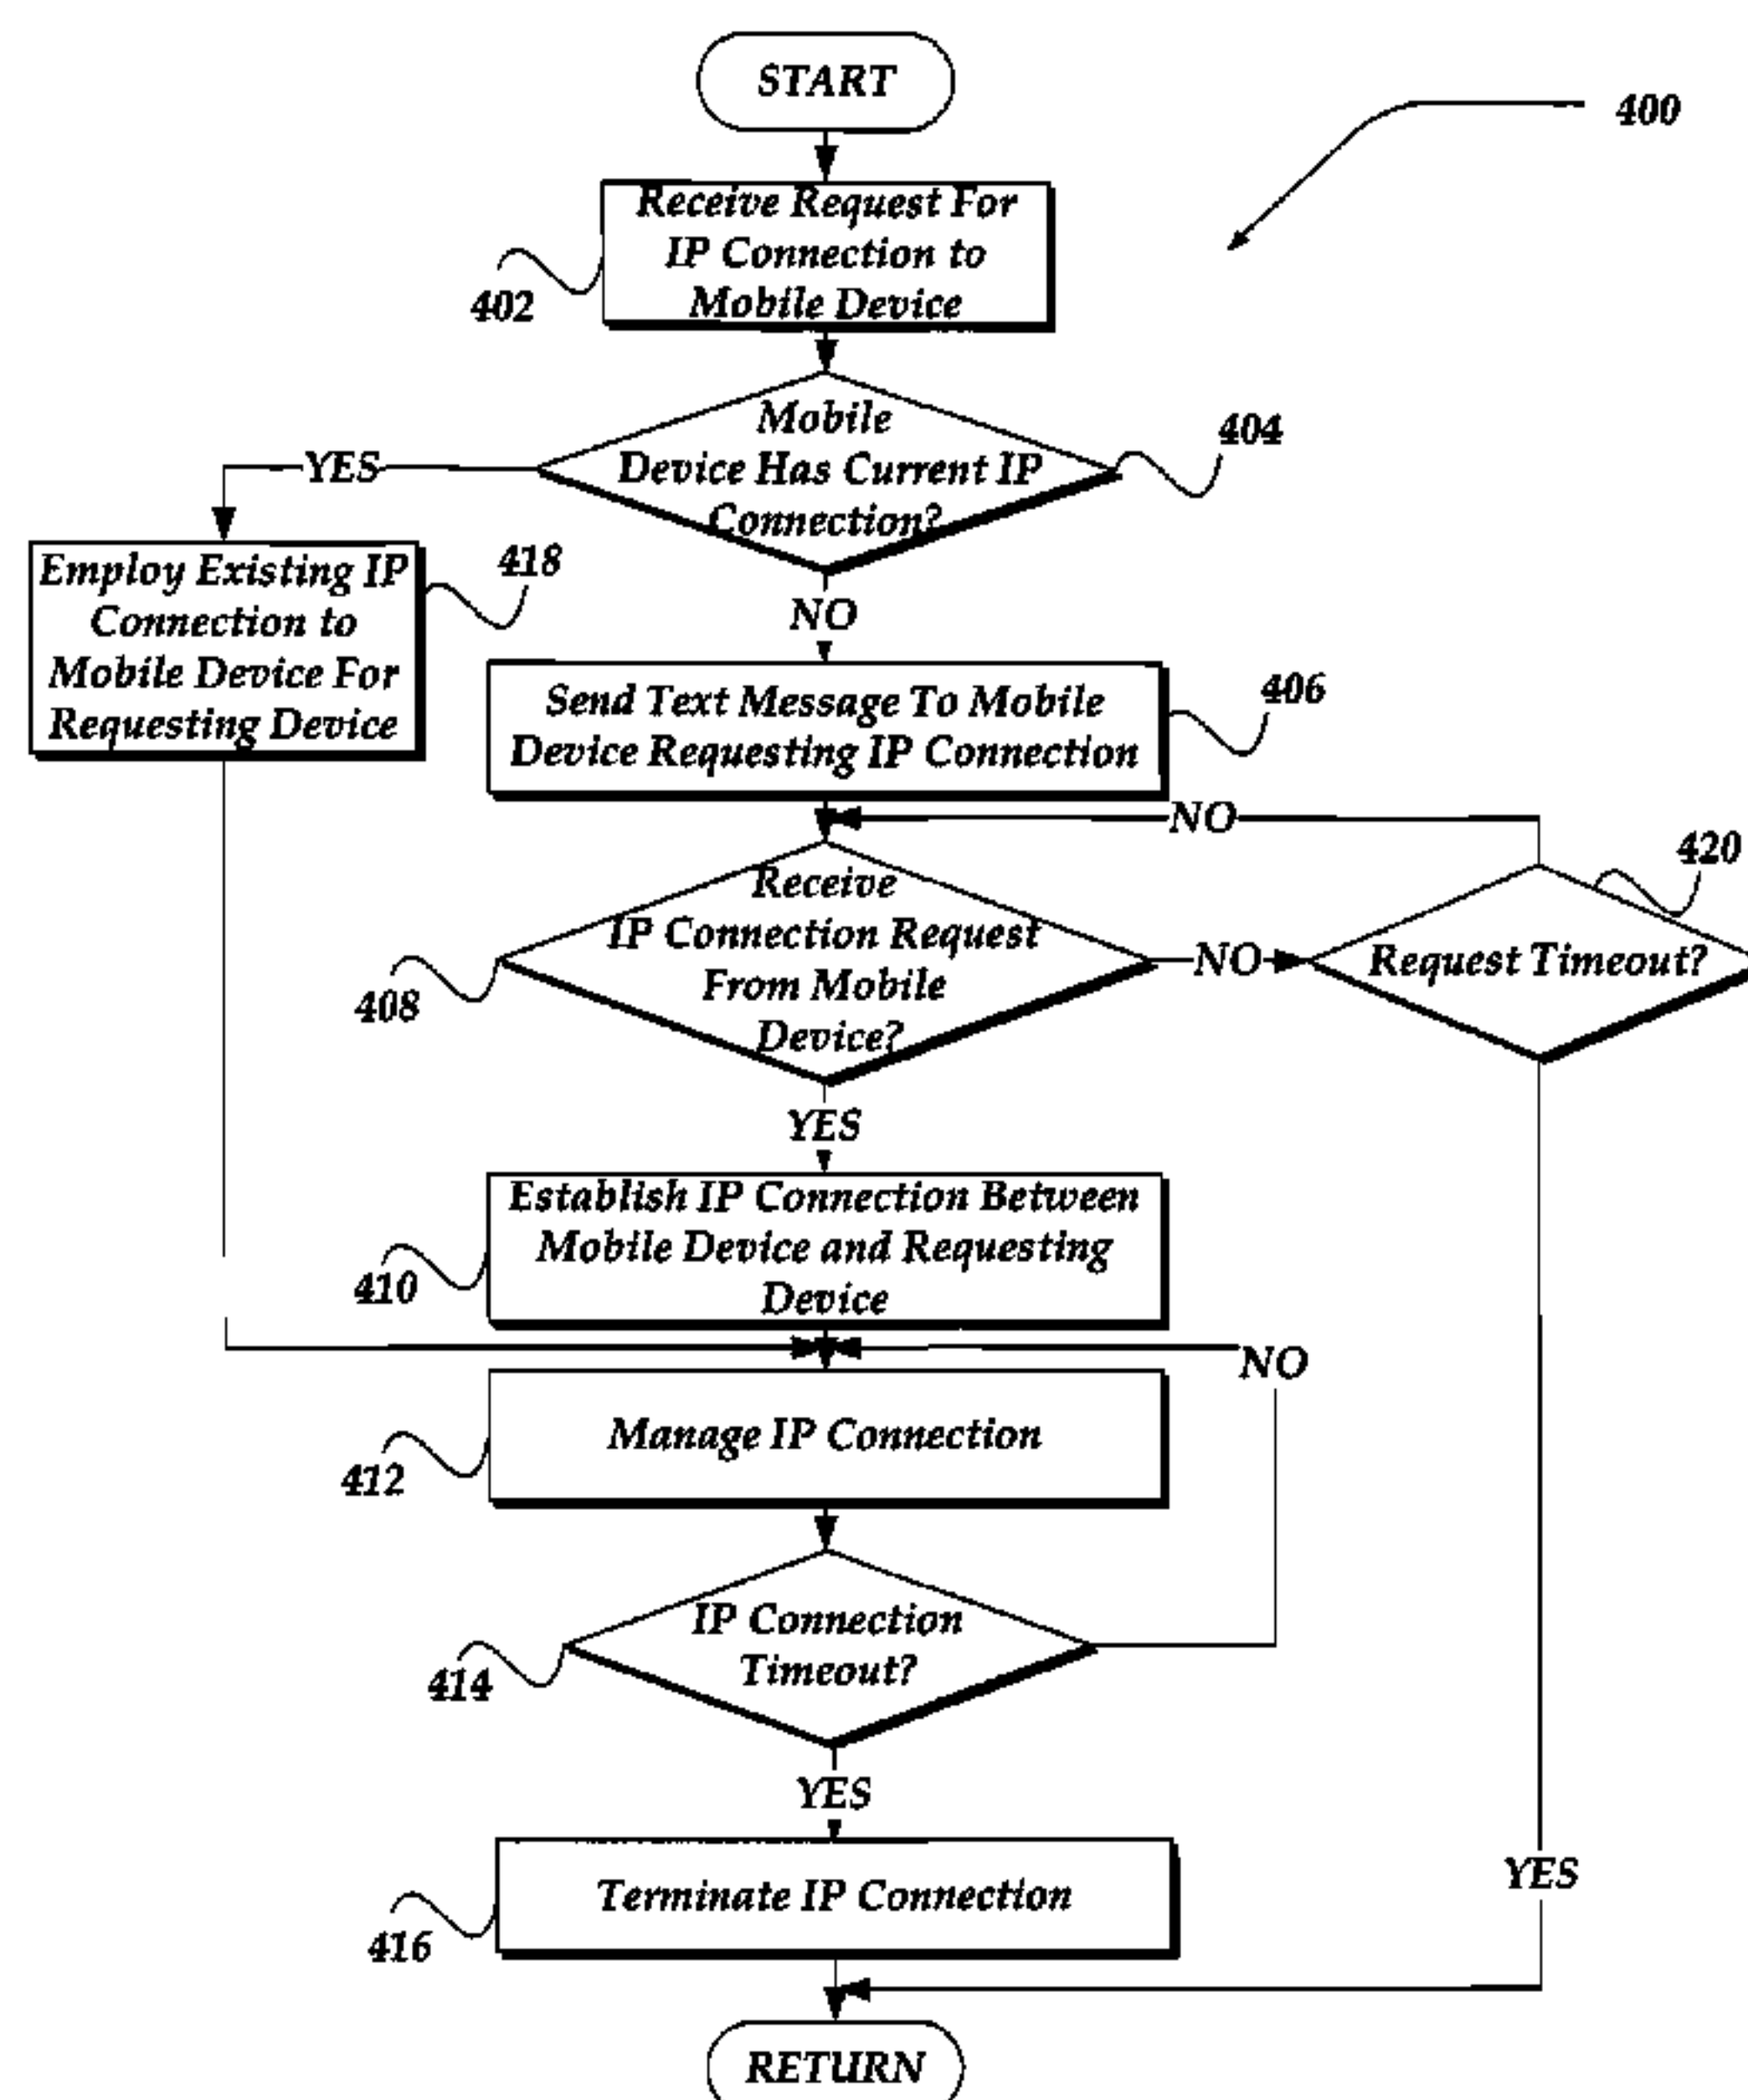 START
400
Receive Request For
IP Connection to
Mobile Device
402
Mobile
Device Has Current IP
Connection?
404
YES
NO
Employ Existing IP
Connection to
Mobile Device For
Requesting Device
418
Send Text Message To Mobile
Device Requesting IP Connection
406
NO
Receive
IP Connection Request
From Mobile
Device?
408
NO
Request Timeout?
420
YES
Establish IP Connection Between
Mobile Device and Requesting
Device
410
NO
Manage IP Connection
412
IP Connection
Timeout?
414
YES
Terminate IP Connection
416
YES
RETURN